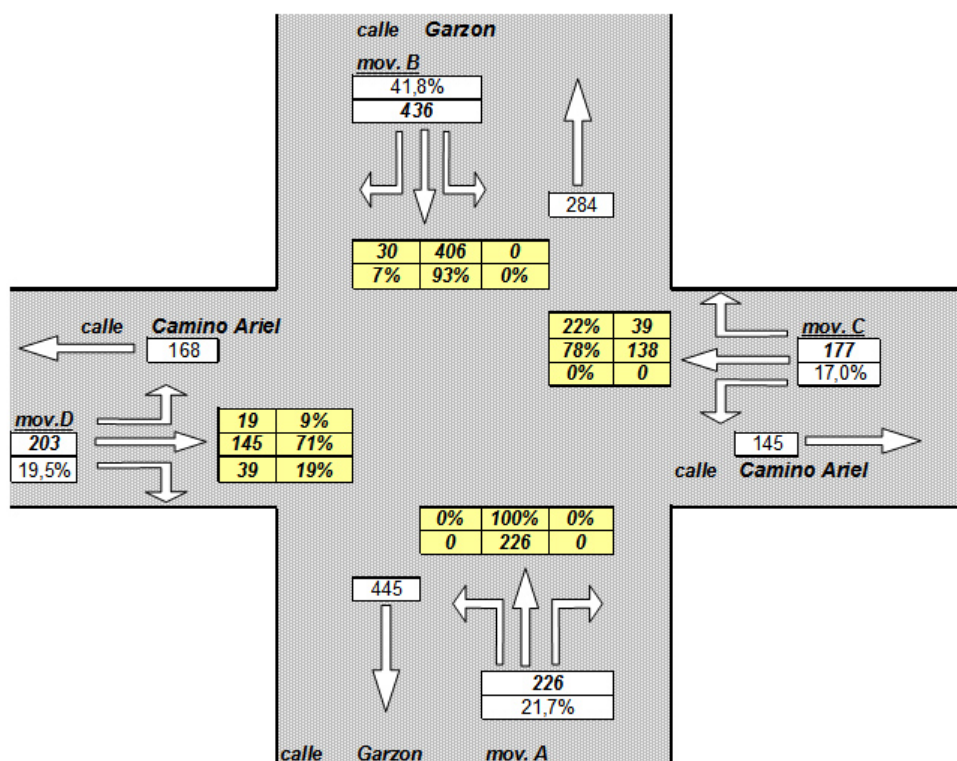 calle Garzon
mov. B
41,8%
436
284
30 406 0
7% 93% 0%
calle Camino Ariel
168
22% 39
78% 138
0% 0
mov. C
177
17,0%
mov.D
203
19,5%
19 9%
145 71%
39 19%
145
calle Camino Ariel
0% 100% 0%
0 226 0
445
226
21,7%
calle Garzon mov. A